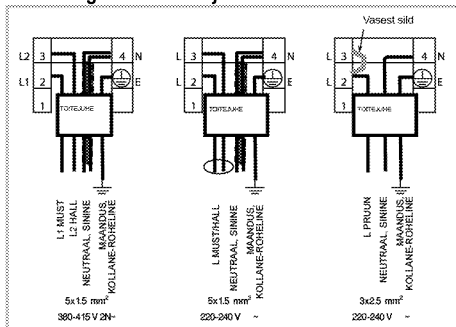 Vasest sild
L2 3 4 N
L1 2 E
1
TOITEJUHE
L1 MUST
L2 HALL
NEUTRAAL, SININE
MAANDUS,
KOLLANE-ROHELINE
5x1.5 mm²
380-415 V 2N~
L 3 4 N
L 2 E
1
TOITEJUHE
L MUST/HALL
NEUTRAAL, SININE
MAANDUS,
KOLLANE-ROHELINE
5x1.5 mm²
220-240 V ~
L 3 4 N
L 2 E
1
TOITEJUHE
L PRUUN
NEUTRAAL, SININE
MAANDUS,
KOLLANE-ROHELINE
3x2.5 mm²
220-240 V ~